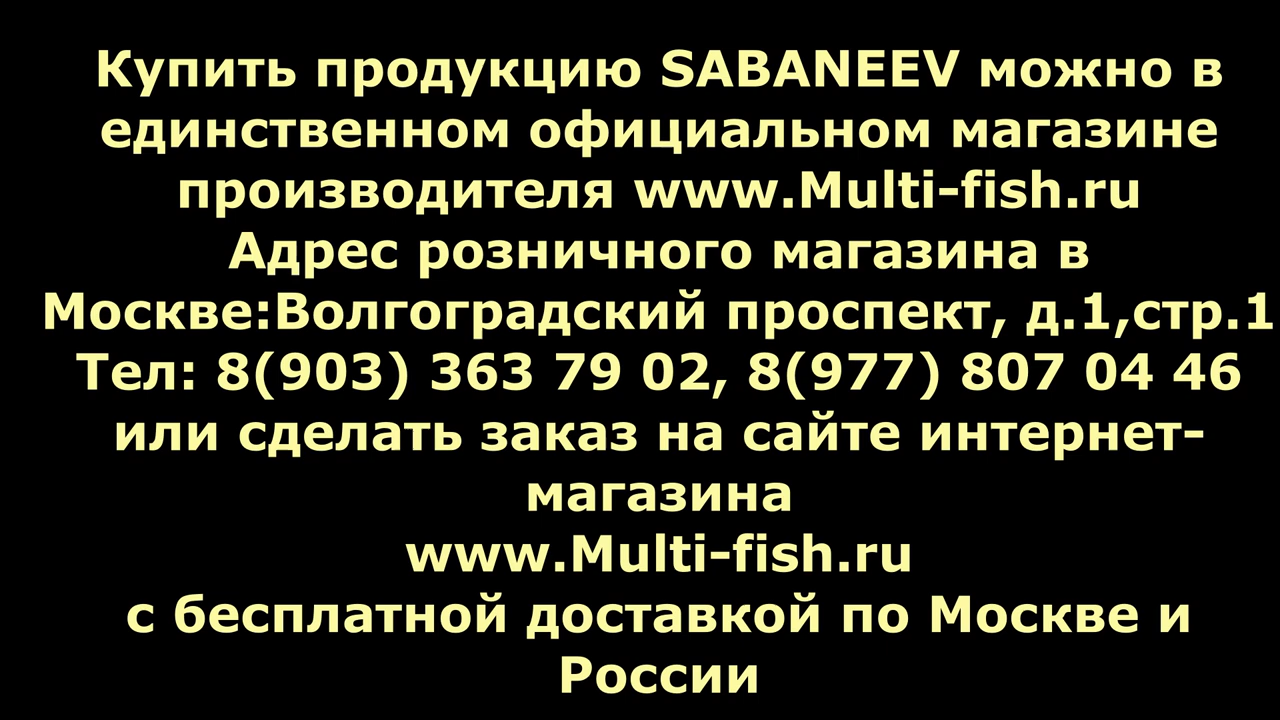 Купить продукцию SABANEEV можно в
единственном официальном магазине
производителя www.Multi-fish.ru
Адрес розничного магазина в
Москве:Волгоградский проспект, д.1,стр.1
Тел: 8(903) 363 79 02, 8(977) 807 04 46
или сделать заказ на сайте интернет-
магазина
www.Multi-fish.ru
с бесплатной доставкой по Москве и
России